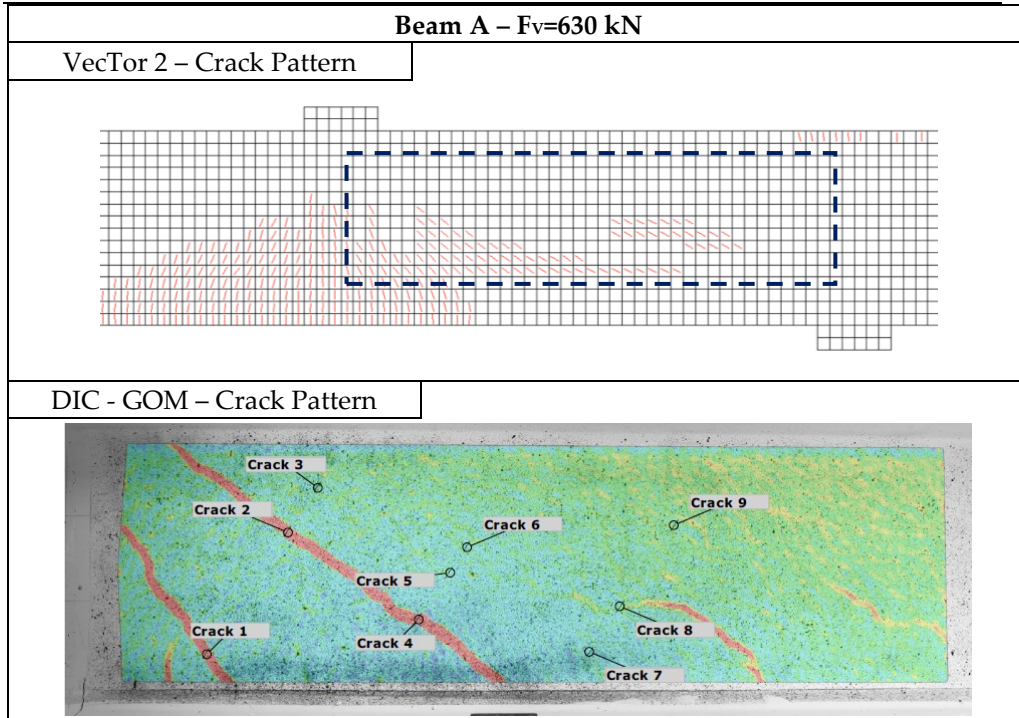 Beam A – Fv=630 kN
VecTor 2 – Crack Pattern
DIC - GOM – Crack Pattern
Crack 3
Crack 2
Crack 9
Crack 6
Crack 5
Crack 1
Crack 4
Crack 8
Crack 7